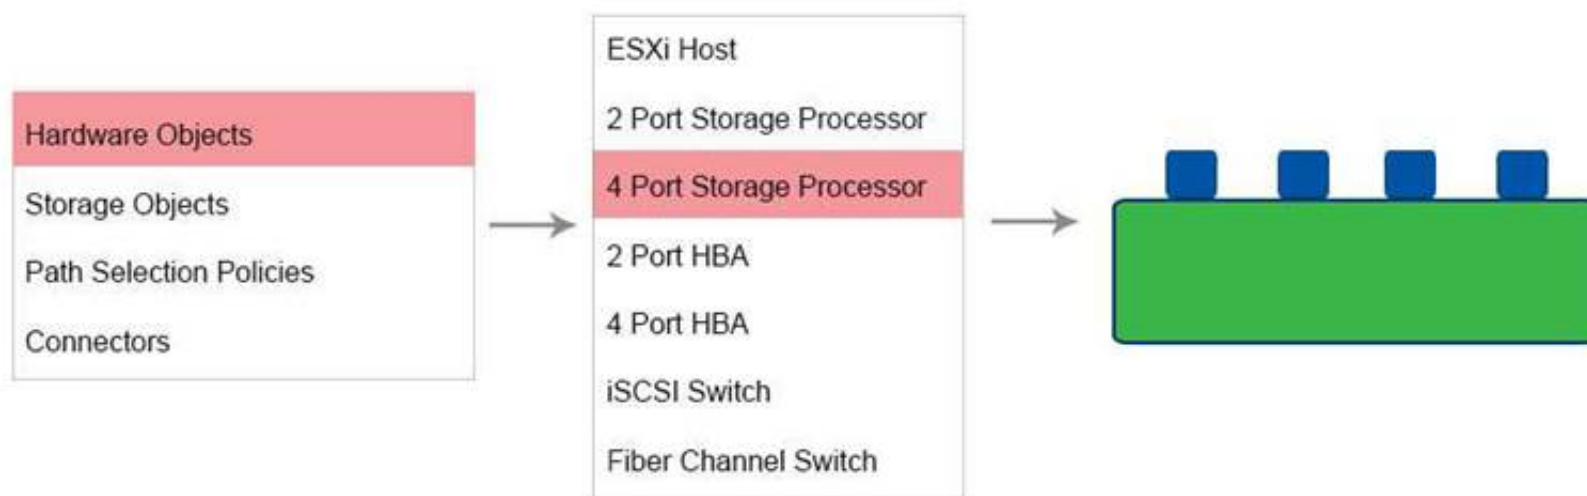 Hardware Objects
Storage Objects
Path Selection Policies
Connectors
ESXi Host
2 Port Storage Processor
4 Port Storage Processor
2 Port HBA
4 Port HBA
iSCSI Switch
Fiber Channel Switch